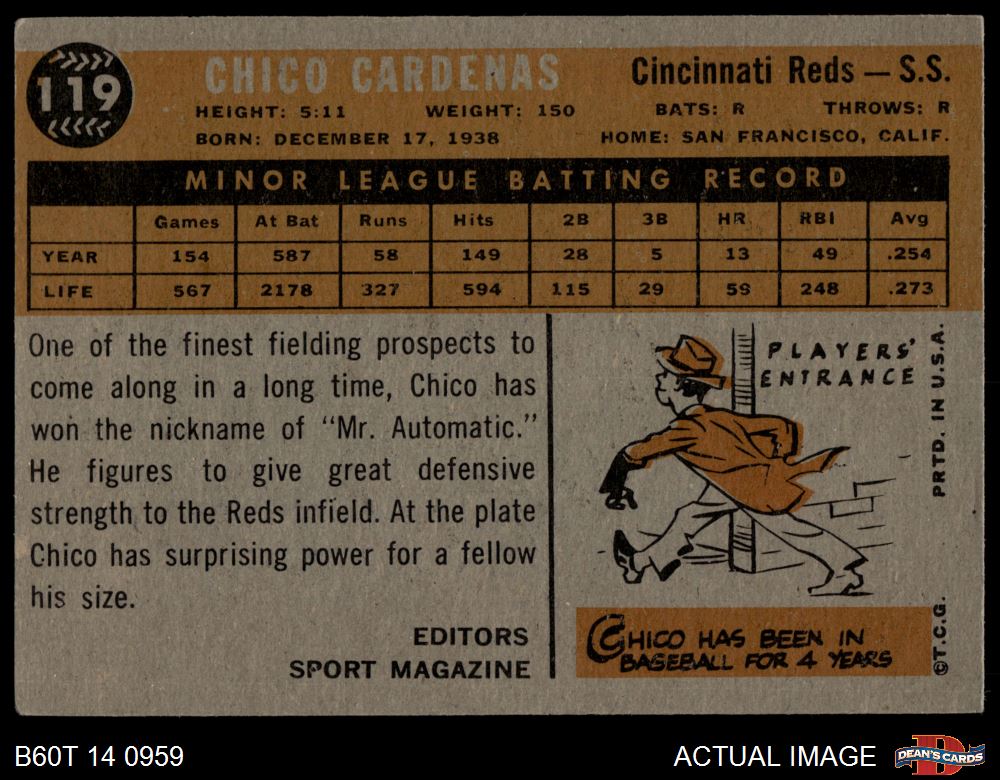 119
CHICO CARDENAS
Cincinnati Reds — S.S.
HEIGHT: 5:11 WEIGHT: 150 BATS: R THROWS: R
BORN: DECEMBER 17, 1938 HOME: SAN FRANCISCO, CALIF.
MINOR LEAGUE BATTING RECORD
Games At Bat Runs Hits 2B 3B HR RBI Avg
YEAR 154 587 58 149 28 5 13 49 .254
LIFE 567 2178 327 594 115 29 59 248 .273
One of the finest fielding prospects to
come along in a long time, Chico has
won the nickname of “Mr. Automatic.”
He figures to give great defensive
strength to the Reds infield. At the plate
Chico has surprising power for a fellow
his size.
EDITORS
SPORT MAGAZINE
PLAYERS'
ENTRANCE
CHICO HAS BEEN IN
BASEBALL FOR 4 YEARS
©T.C.G. PRTD. IN U.S.A.
B60T 14 0959
ACTUAL IMAGE
DEAN'S CARDS